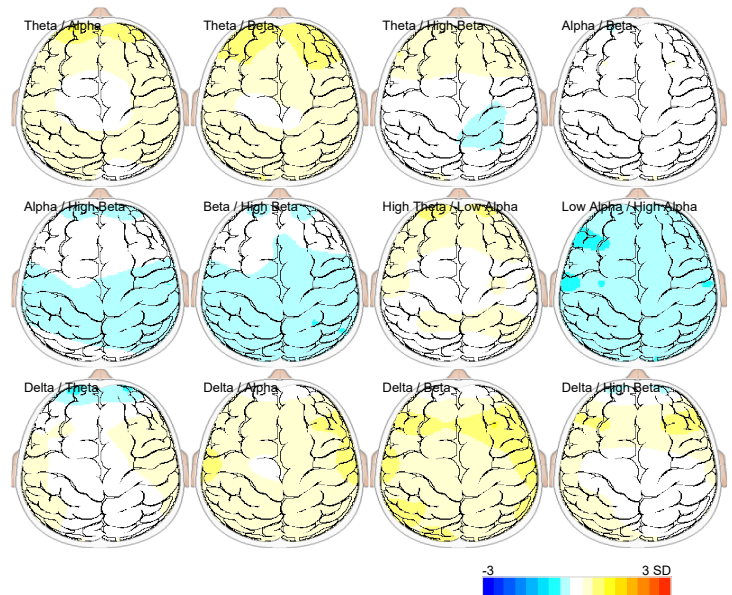 Theta / Alpha
Theta / Beta
Theta / High Beta
Alpha / Beta
Alpha / High Beta
Beta / High Beta
High Theta / Low Alpha
Low Alpha / High Alpha
Delta / Theta
Delta / Alpha
Delta / Beta
Delta / High Beta
-3 3 SD